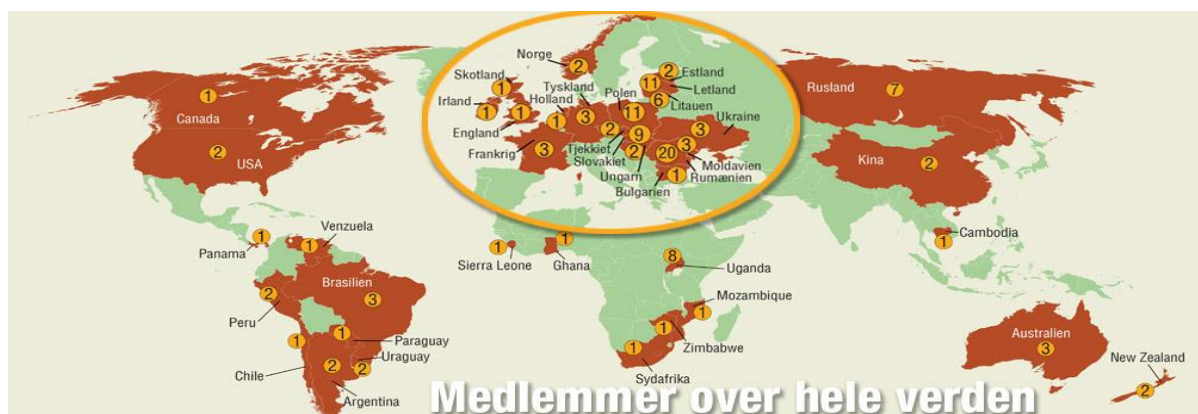 Norge
2
Skotland
1
Irland
1
Holland
1
Tyskland
3
Polen
11
2
Estland
11
Letland
6
Litauen
Ukraine
3
England
1
Frankrig
3
Tjekkiet
2
Slovakiet
9
Ungarn
2
Bulgarien
1
20
Rumænien
3
Moldavien
Rusland
7
Canada
1
USA
2
Kina
2
Cambodia
1
Panama
1
Venzuela
1
Brasilien
3
Peru
2
Paraguay
1
Uraguay
2
Chile
1
Argentina
2
Sierra Leone
1
Ghana
1
Uganda
8
Mozambique
1
Zimbabwe
1
Sydafrika
1
Australien
3
New Zealand
2
Medlemmer over hele verden